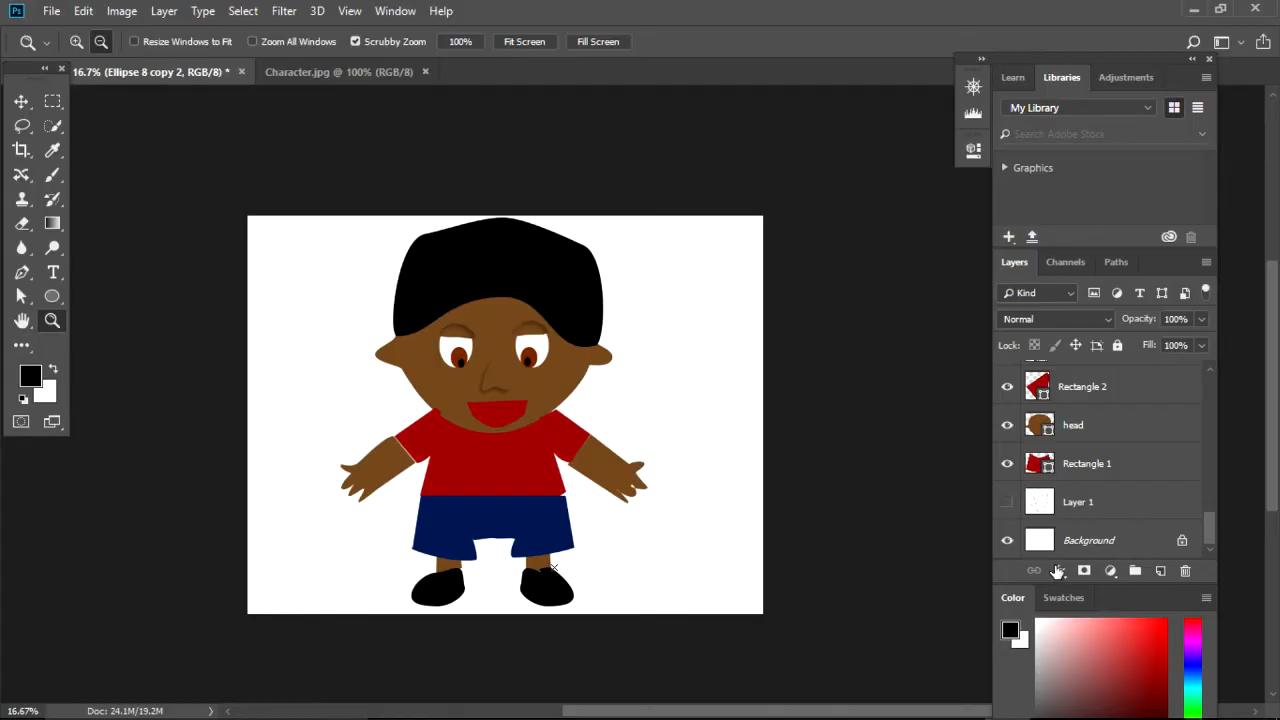 Ps File Edit Image Layer Type Select Filter 3D View Window Help
Resize Windows to Fit Zoom All Windows Scrubby Zoom 100% Fit Screen Fill Screen
16.7% (Ellipse 8 copy 2, RGB/8) * Character.jpg @ 100% (RGB/8)
Learn Libraries Adjustments
My Library
Search Adobe Stock
Graphics
Layers Channels Paths
Kind
Normal Opacity: 100%
Lock: Fill: 100%
Rectangle 2
head
Rectangle 1
Layer 1
Background
Color Swatches
16.67% Doc: 24.1M/19.2M